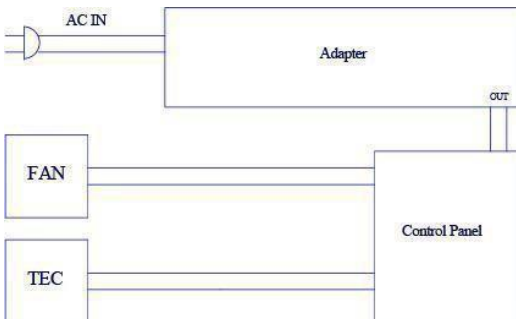 AC IN
Adapter
OUT
FAN
Control Panel
TEC